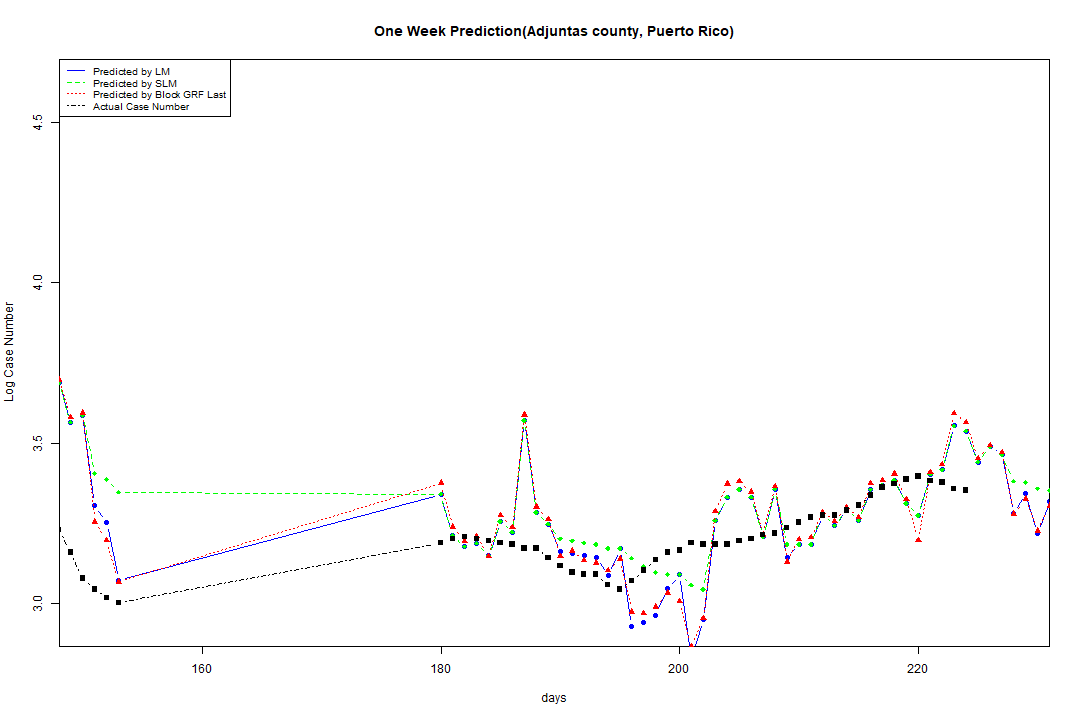 One Week Prediction(Adjuntas county, Puerto Rico)
Predicted by LM
Predicted by SLM
Predicted by Block GRF Last
Actual Case Number
4.5
4.0
3.5
3.0
Log Case Number
160
180
200
220
days